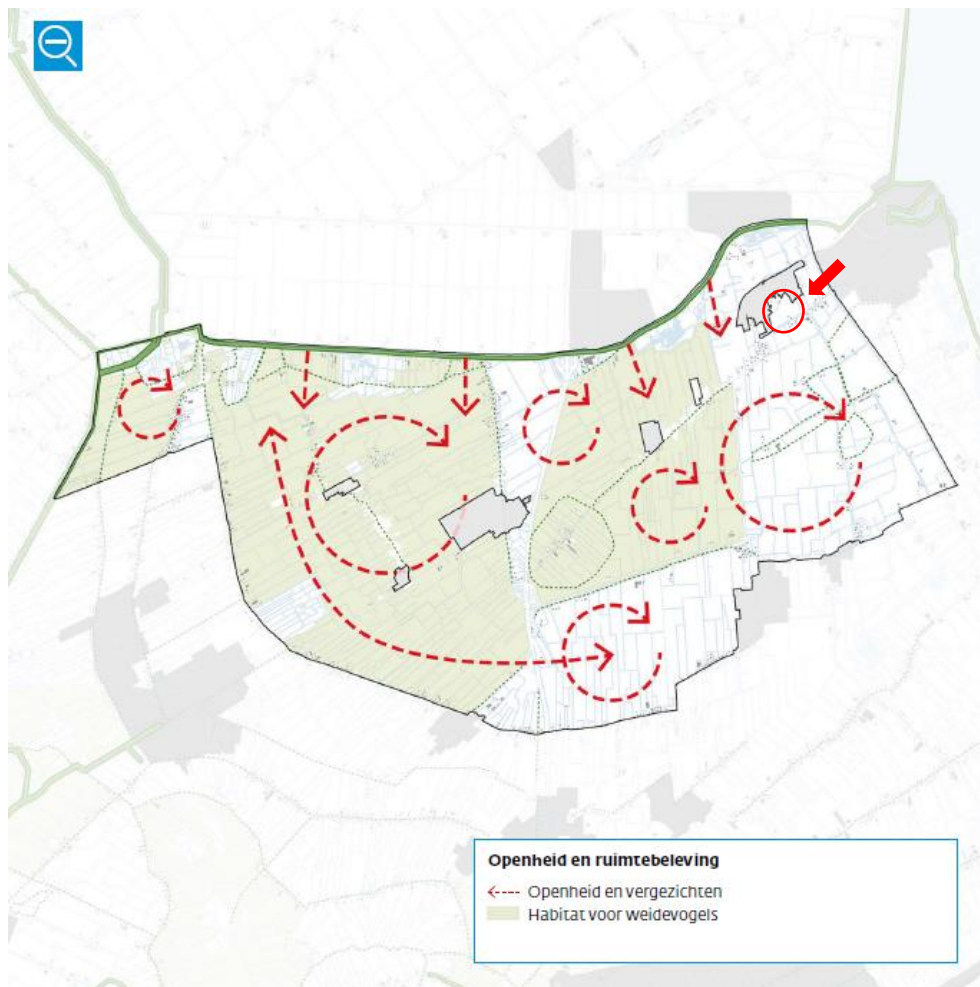 Openheid en ruimtebeleving
Openheid en vergezichten
Habitat voor weidevogels